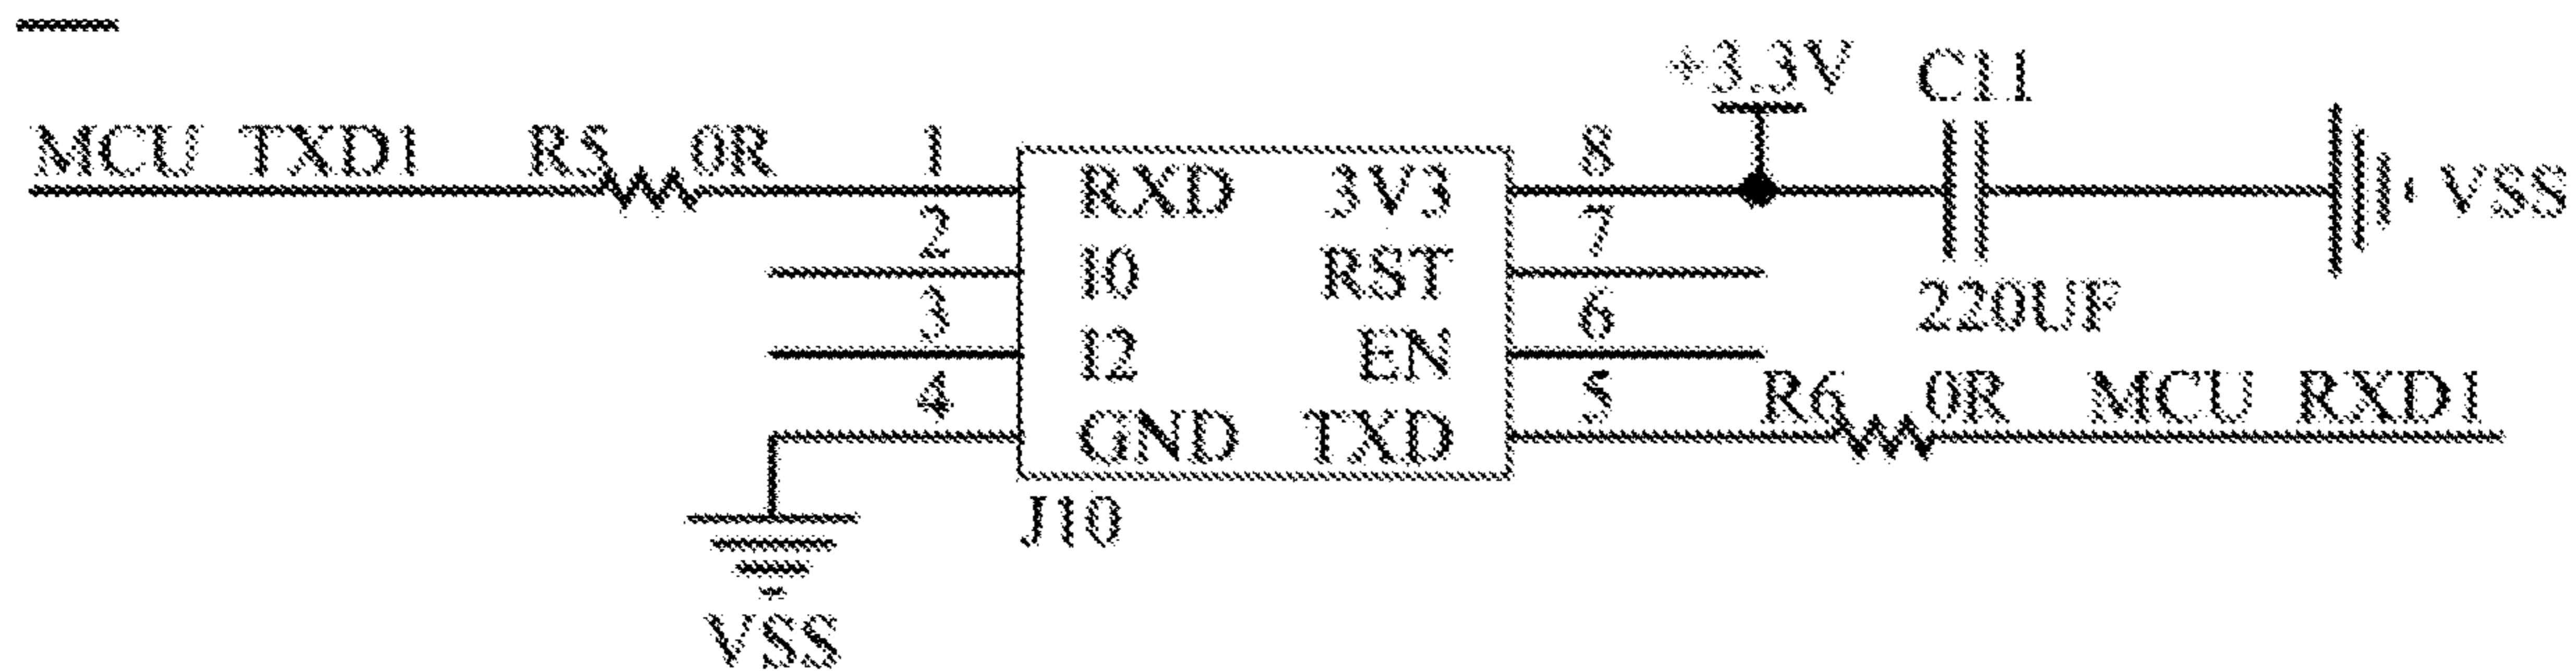 +3.3V C11
MCU TXD1 R5 0R 1 8
RXD 3V3 VSS
2 7
I0 RST
3 6 220UF
I2 EN
4 5 R6 0R MCU RXD1
GND TXD
J10
VSS